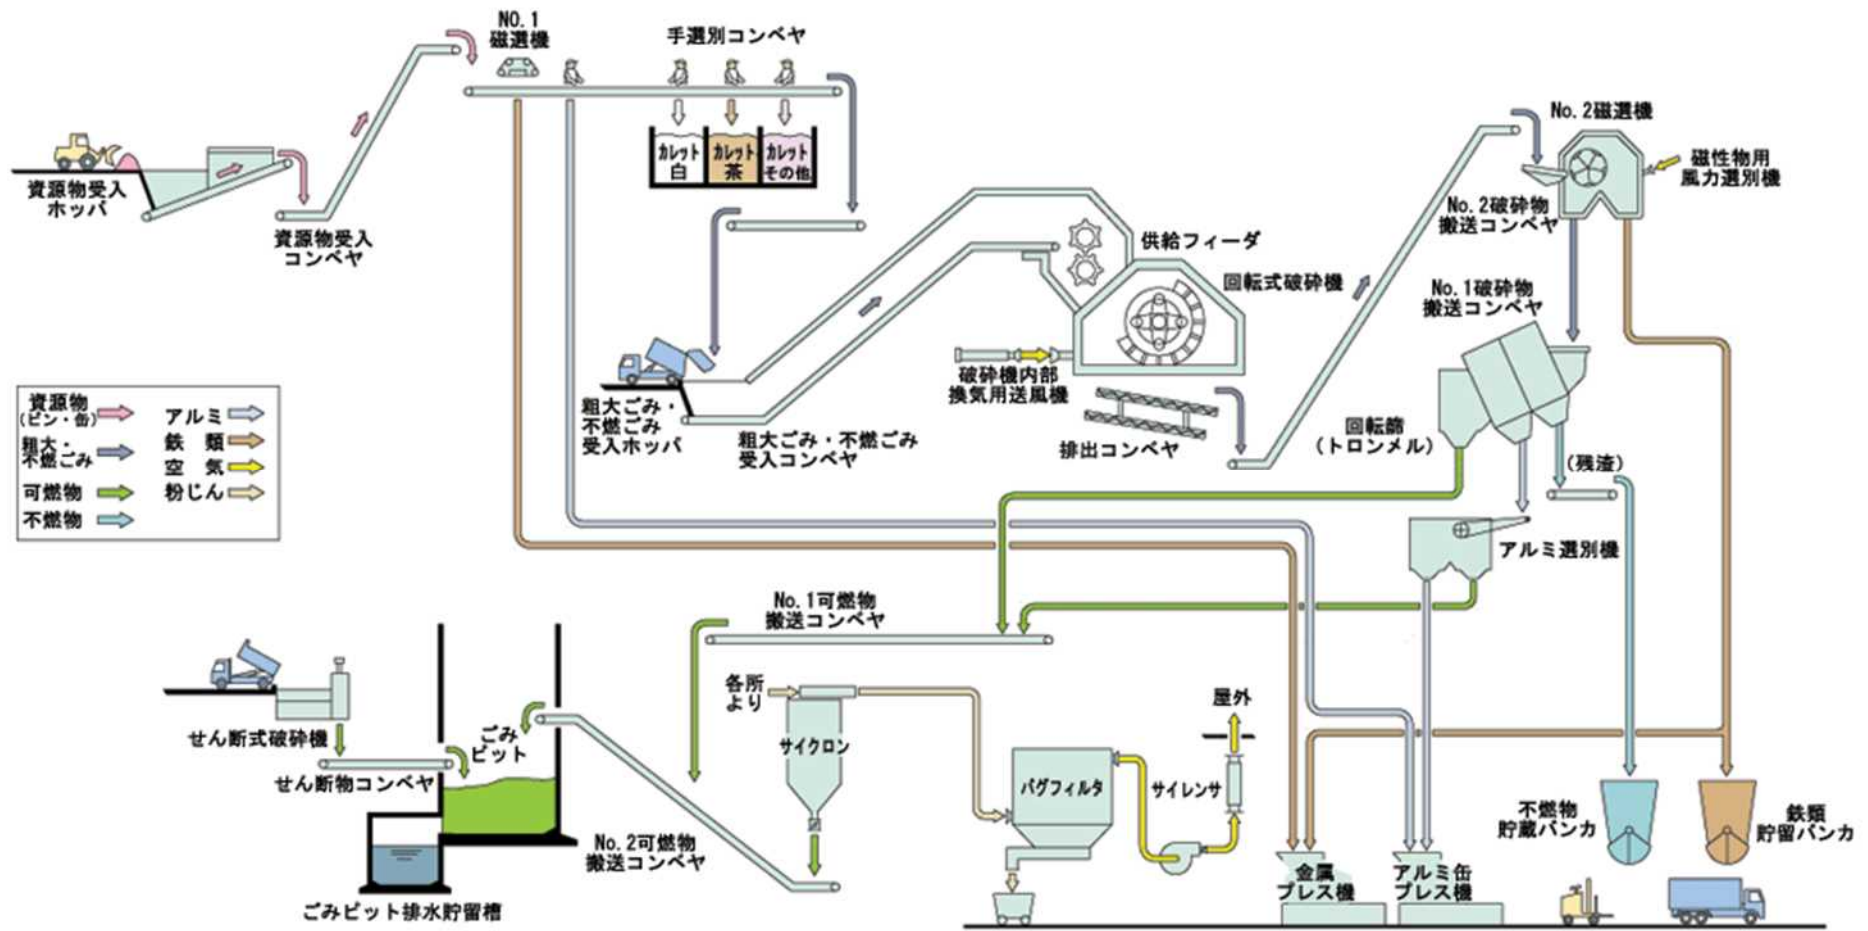 NO.1
磁選機
手選別コンベヤ
カレット
白
カレット
茶
カレット
その他
資源物受入
ホッパ
資源物受入
コンベヤ
No.2磁選機
磁性物用
風力選別機
No.2破砕物
搬送コンベヤ
供給フィーダ
回転式破砕機
No.1破砕物
搬送コンベヤ
破砕機内部
換気用送風機
粗大ごみ・
不燃ごみ
受入ホッパ
粗大ごみ・不燃ごみ
受入コンベヤ
排出コンベヤ
回転篩
(トロンメル)
(残渣)
アルミ選別機
資源物
(ビン・缶)
粗大・
不燃ごみ
可燃物
不燃物
アルミ
鉄 類
空 気
粉じん
No.1可燃物
搬送コンベヤ
各所
より
サイクロン
屋外
バグフィルタ
サイレンサ
せん断式破砕機
せん断物コンベヤ
ごみ
ピット
No.2可燃物
搬送コンベヤ
ごみピット排水貯留槽
金属
プレス機
アルミ缶
プレス機
不燃物
貯蔵バンカ
鉄類
貯留バンカ